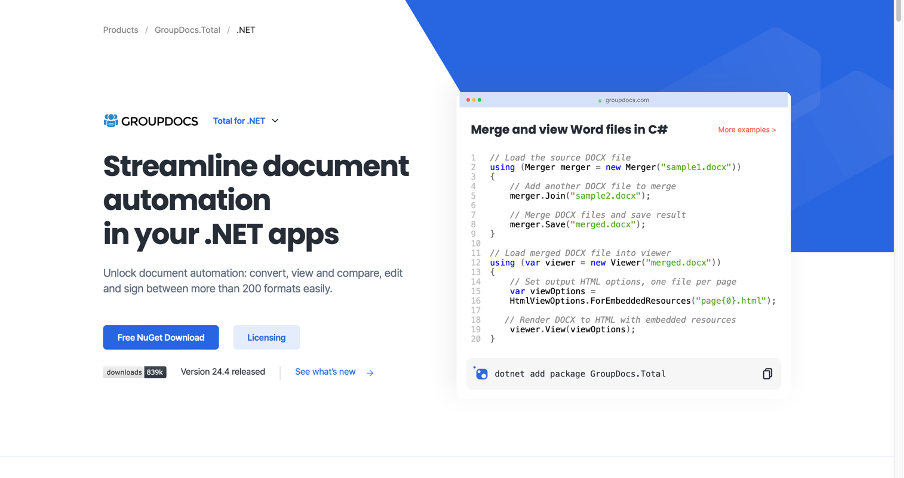 Products / GroupDocs.Total / .NET
GROUPDOCS Total for .NET
Streamline document
automation
in your .NET apps
Unlock document automation: convert, view and compare, edit
and sign between more than 200 formats easily.
Free NuGet Download Licensing
downloads 839k Version 24.4 released See what's new →
groupdocs.com
Merge and view Word files in C# More examples >
1 // Load the source DOCX file
2 using (Merger merger = new Merger("sample1.docx"))
3 {
4 // Add another DOCX file to merge
5 merger.Join("sample2.docx");
6
7 // Merge DOCX files and save result
8 merger.Save("merged.docx");
9 }
10
11 // Load merged DOCX file into viewer
12 using (var viewer = new Viewer("merged.docx"))
13 {
14 // Set output HTML options, one file per page
15 var viewOptions =
16 HtmlViewOptions.ForEmbeddedResources("page{0}.html");
17
18 // Render DOCX to HTML with embedded resources
19 viewer.View(viewOptions);
20 }
dotnet add package GroupDocs.Total